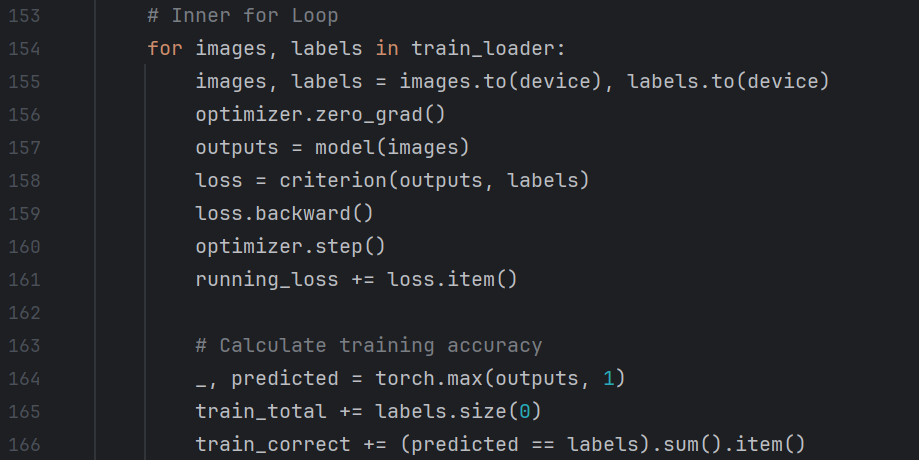 153 # Inner for Loop
154 for images, labels in train_loader:
155 images, labels = images.to(device), labels.to(device)
156 optimizer.zero_grad()
157 outputs = model(images)
158 loss = criterion(outputs, labels)
159 loss.backward()
160 optimizer.step()
161 running_loss += loss.item()
162
163 # Calculate training accuracy
164 _, predicted = torch.max(outputs, 1)
165 train_total += labels.size(0)
166 train_correct += (predicted == labels).sum().item()